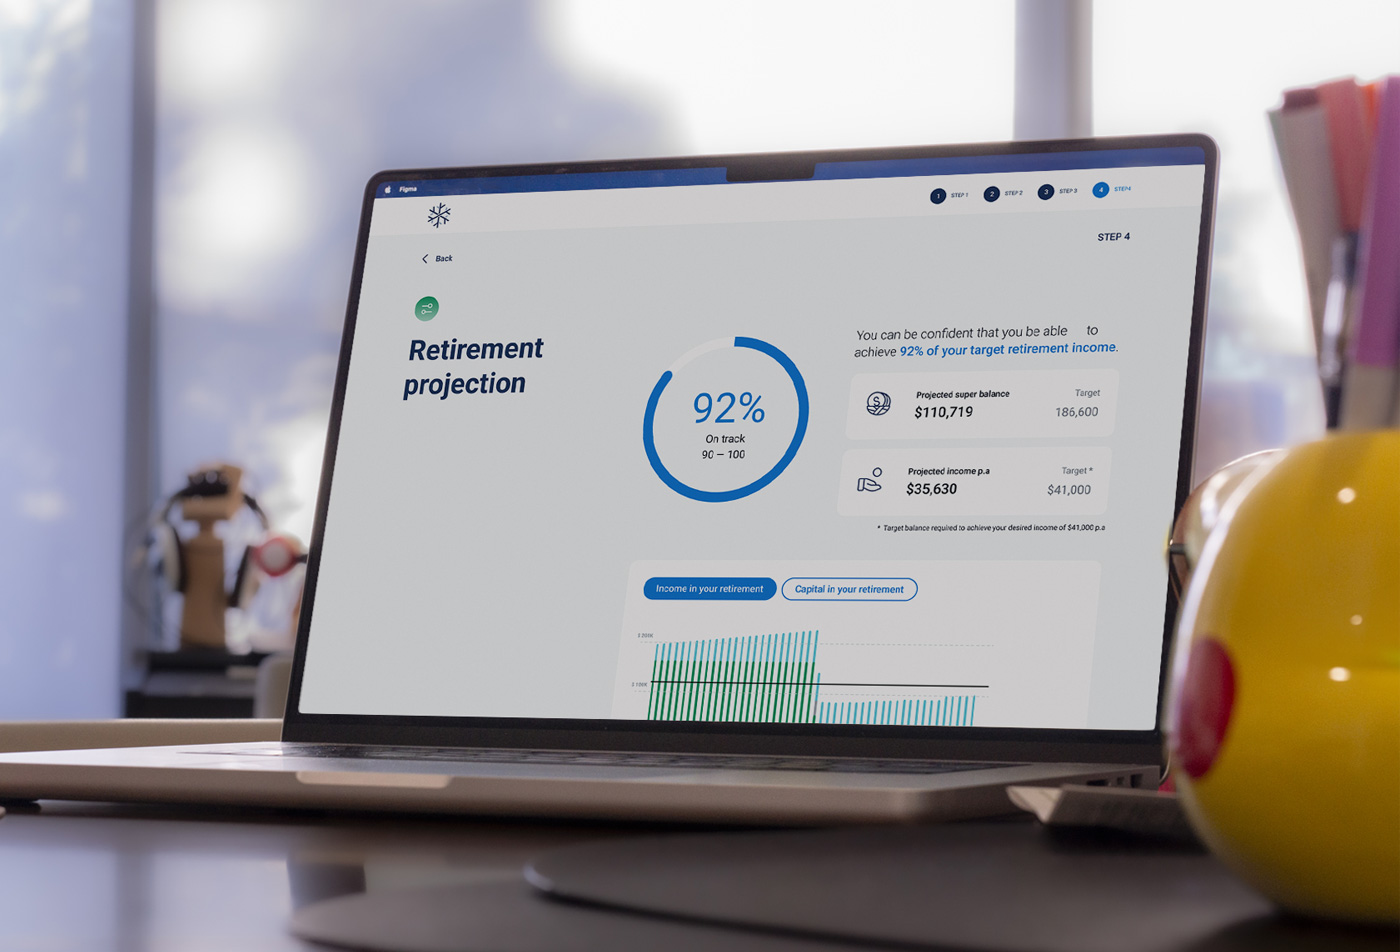 Figma
1 STEP 1 2 STEP 2 3 STEP 3 4 STEP4
STEP 4
Back
Retirement
projection
92%
On track
90 — 100
You can be confident that you be able to
achieve 92% of your target retirement income.
Projected super balance Target
$110,719 186,600
Projected income p.a Target *
$35,630 $41,000
* Target balance required to achieve your desired income of $41,000 p.a
Income in your retirement Capital in your retirement
$ 200K
$ 100K